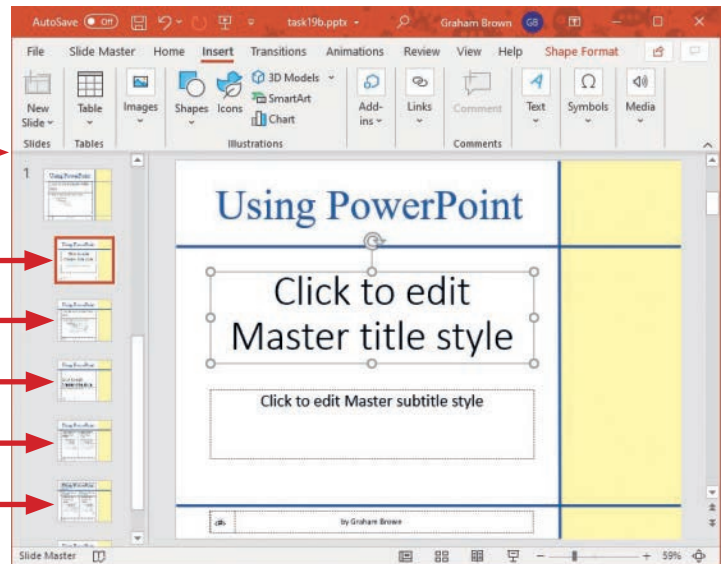 AutoSave Off task19b.pptx Graham Brown GB
File Slide Master Home Insert Transitions Animations Review View Help Shape Format
New Slide Table Images Shapes Icons 3D Models SmartArt Chart Add-ins Links Comment Text Symbols Media
Slides Tables Illustrations Comments
1
Using PowerPoint
Using PowerPoint
Click to edit
Master title style
Click to edit Master subtitle style
by Graham Brown
Slide Master 59%